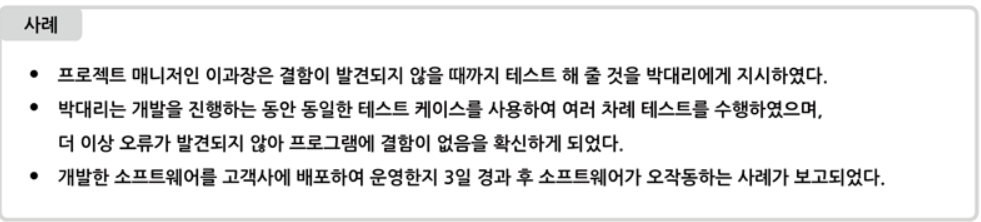 사례
• 프로젝트 매니저인 이과장은 결함이 발견되지 않을 때까지 테스트 해 줄 것을 박대리에게 지시하였다.
• 박대리는 개발을 진행하는 동안 동일한 테스트 케이스를 사용하여 여러 차례 테스트를 수행하였으며,
더 이상 오류가 발견되지 않아 프로그램에 결함이 없음을 확신하게 되었다.
• 개발한 소프트웨어를 고객사에 배포하여 운영한지 3일 경과 후 소프트웨어가 오작동하는 사례가 보고되었다.